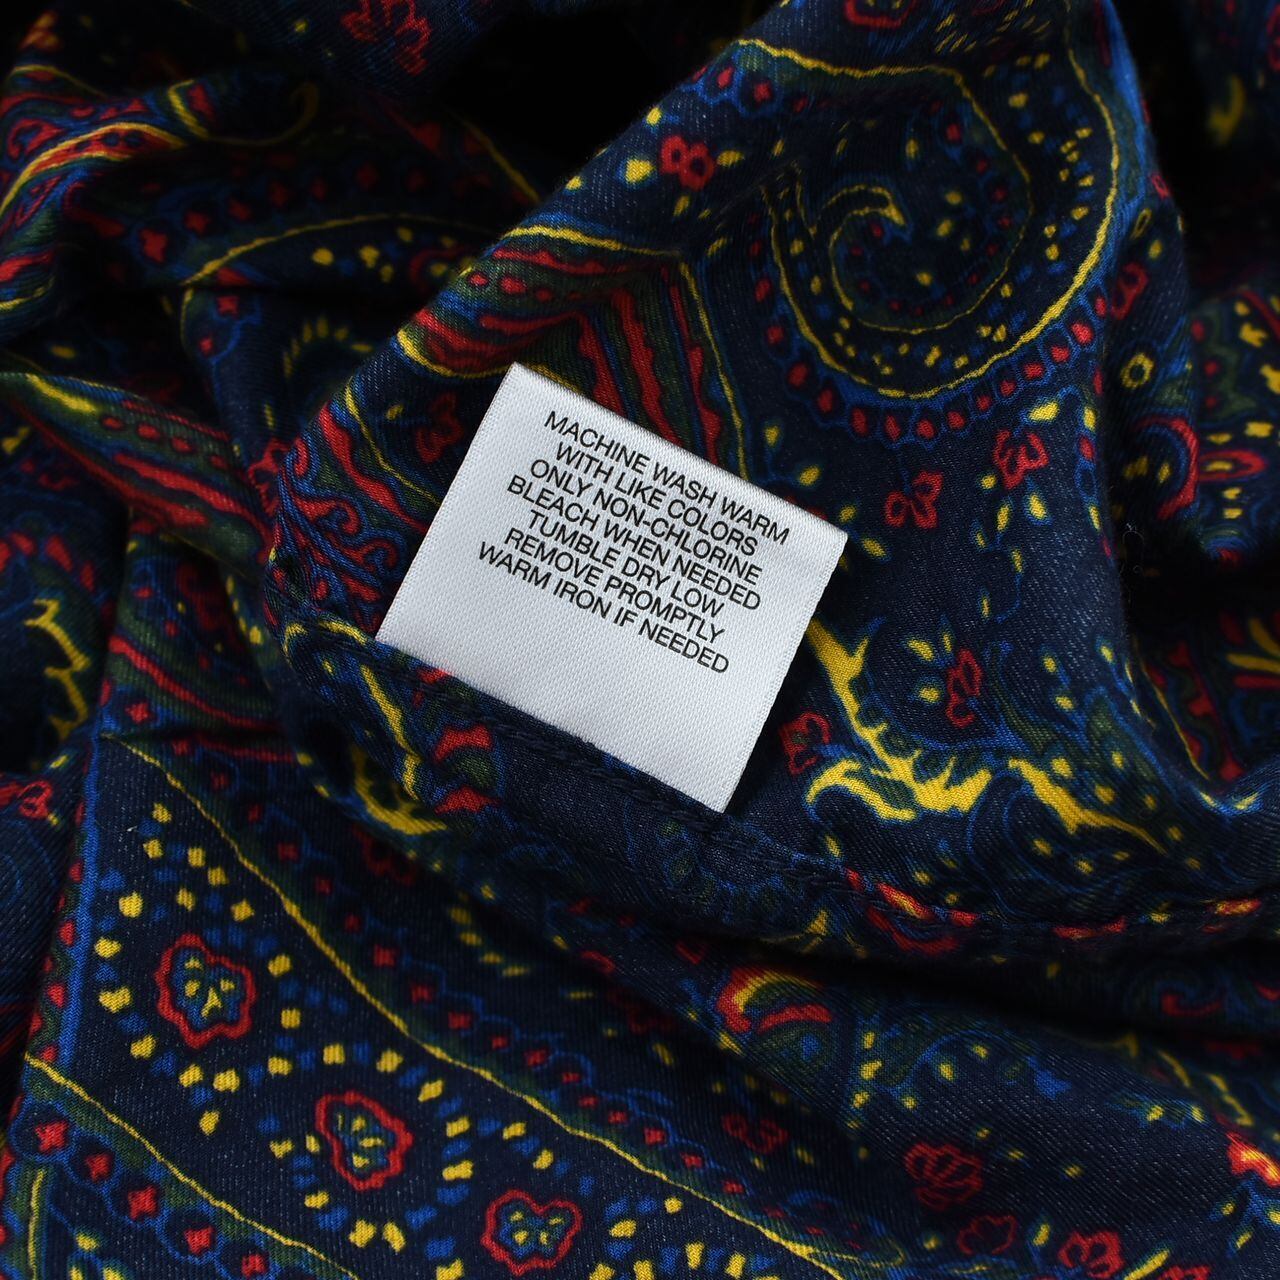 MACHINE WASH WARM
WITH LIKE COLORS
ONLY NON-CHLORINE
BLEACH WHEN NEEDED
TUMBLE DRY LOW
REMOVE PROMPTLY
WARM IRON IF NEEDED